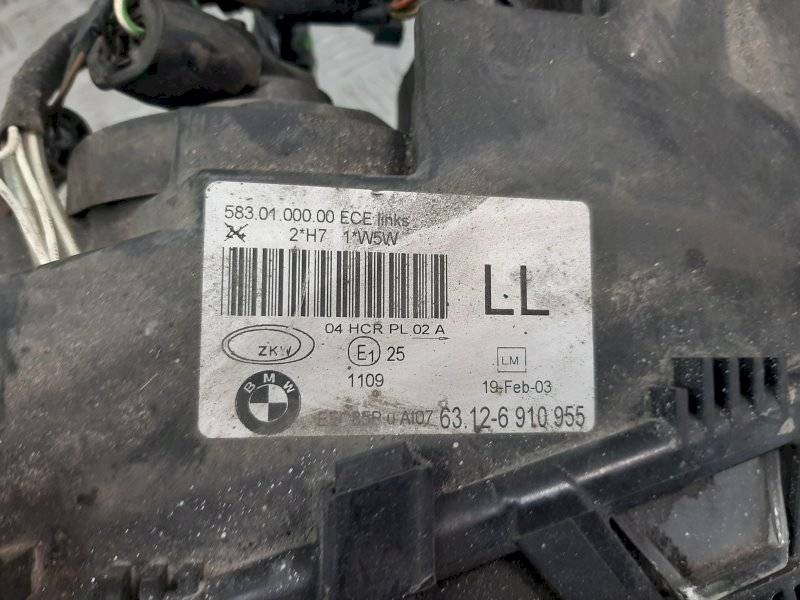 583.01.000.00 ECE links
2*H7 1*W5W
LL
04 HCR PL 02 A
ZKW
E1 25
LM
1109
19-Feb-03
BMW
63.12-6 910 955